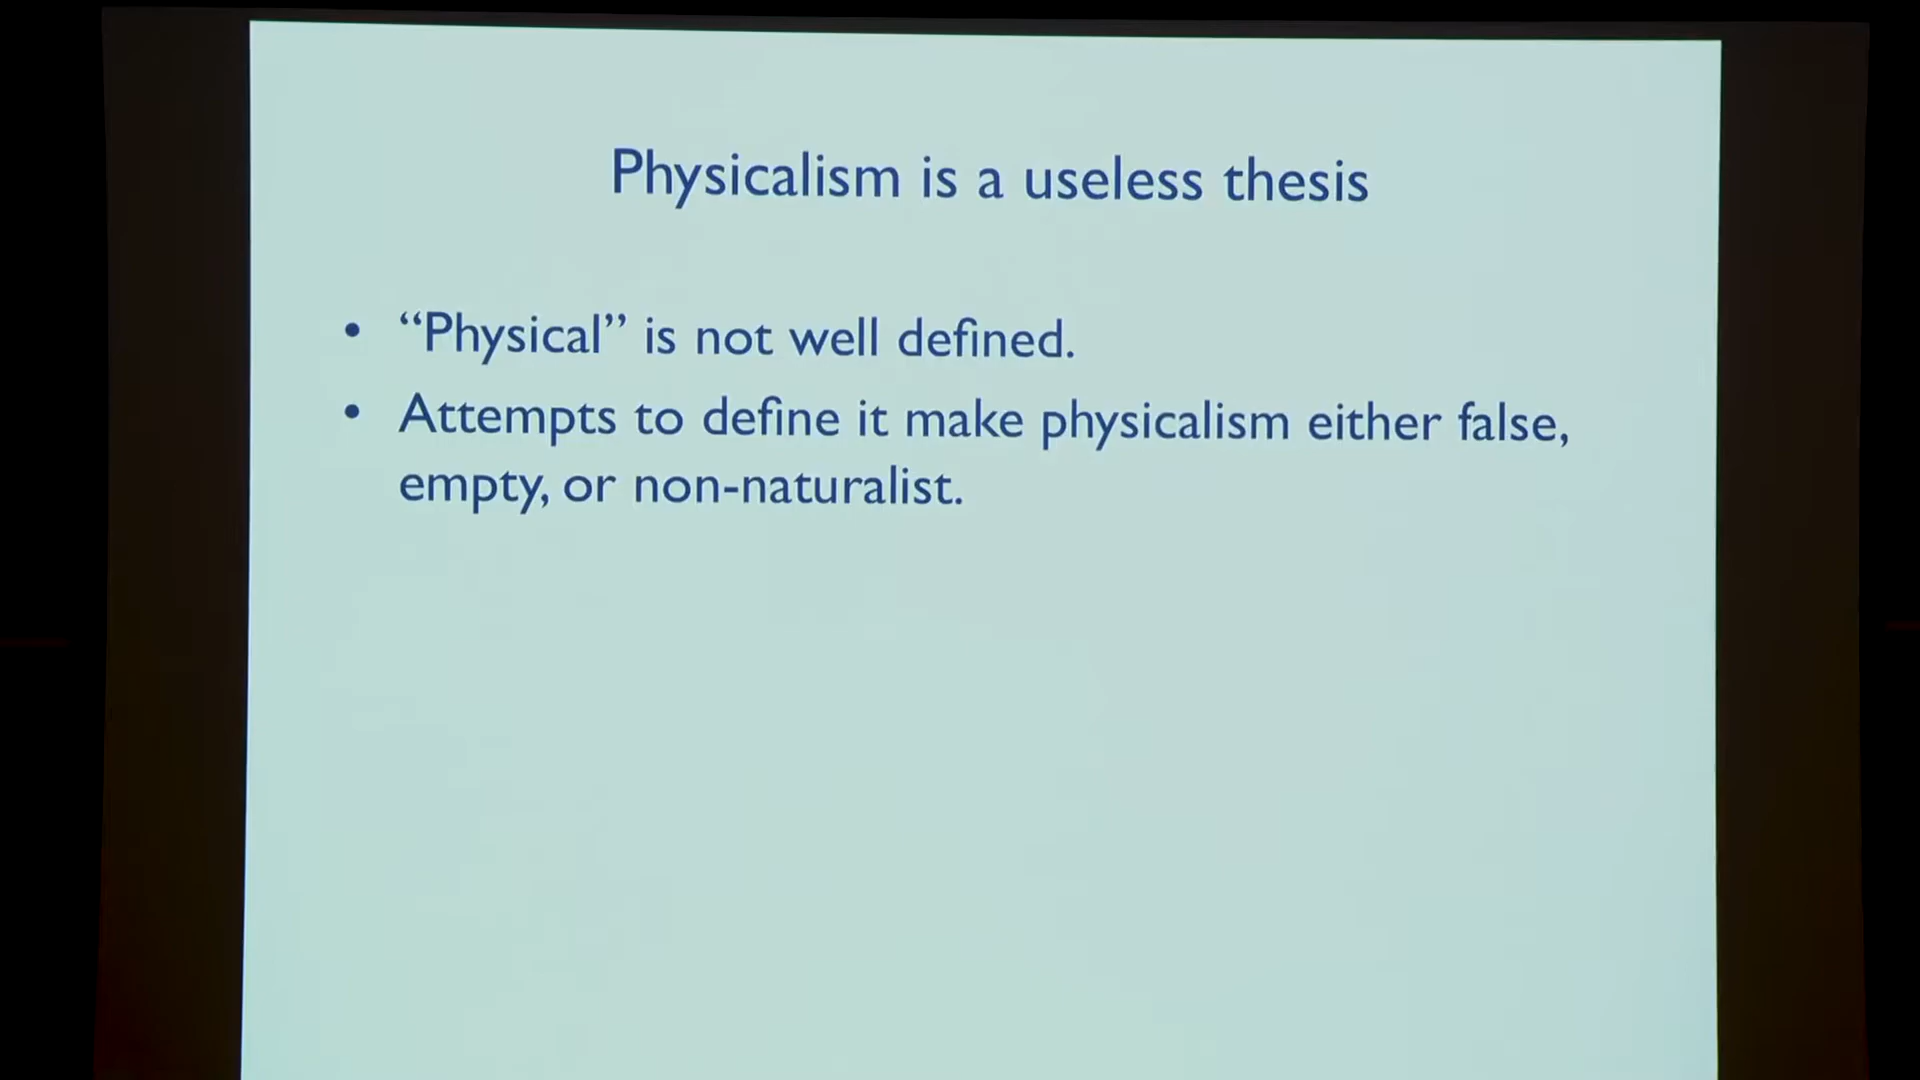 Physicalism is a useless thesis
• “Physical” is not well defined.
• Attempts to define it make physicalism either false,
empty, or non-naturalist.